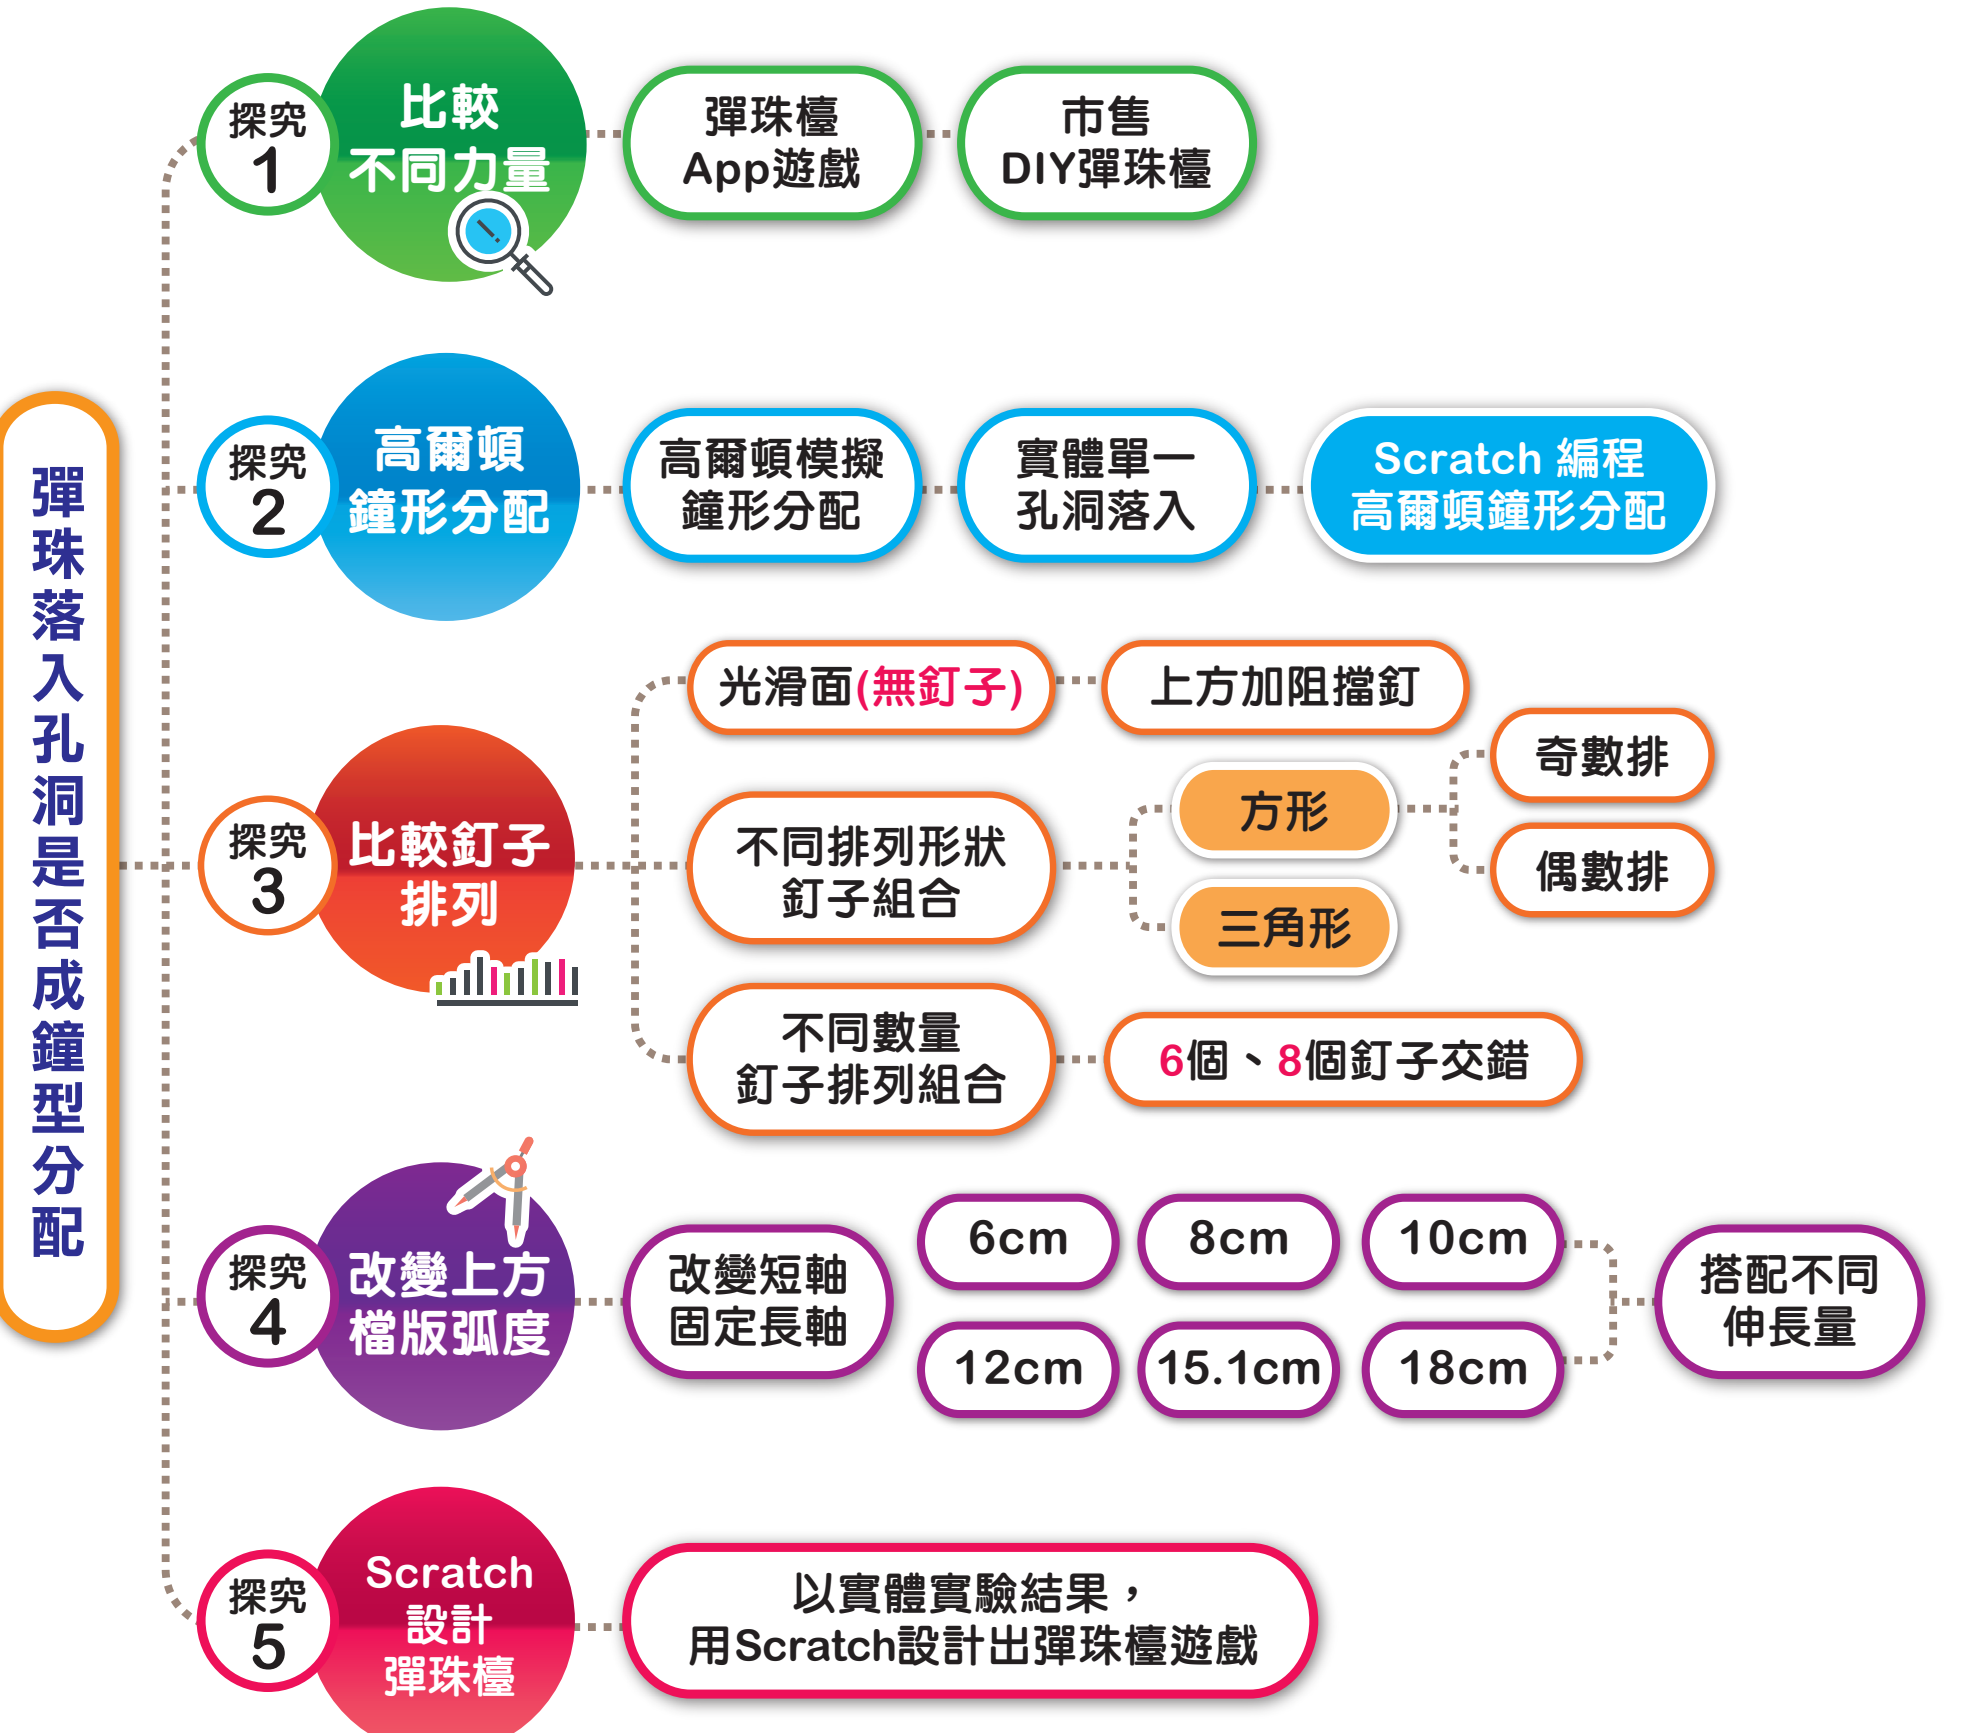 彈珠落入孔洞是否成鐘型分配
探究
1
比較
不同力量
彈珠檯
App遊戲
市售
DIY彈珠檯
探究
2
高爾頓
鐘形分配
高爾頓模擬
鐘形分配
實體單一
孔洞落入
Scratch 編程
高爾頓鐘形分配
探究
3
比較釘子
排列
光滑面(無釘子)
上方加阻擋釘
不同排列形狀
釘子組合
方形
奇數排
偶數排
三角形
不同數量
釘子排列組合
6個、8個釘子交錯
探究
4
改變上方
檔版弧度
改變短軸
固定長軸
6cm
8cm
10cm
12cm
15.1cm
18cm
搭配不同
伸長量
探究
5
Scratch
設計
彈珠檯
以實體實驗結果，
用Scratch設計出彈珠檯遊戲